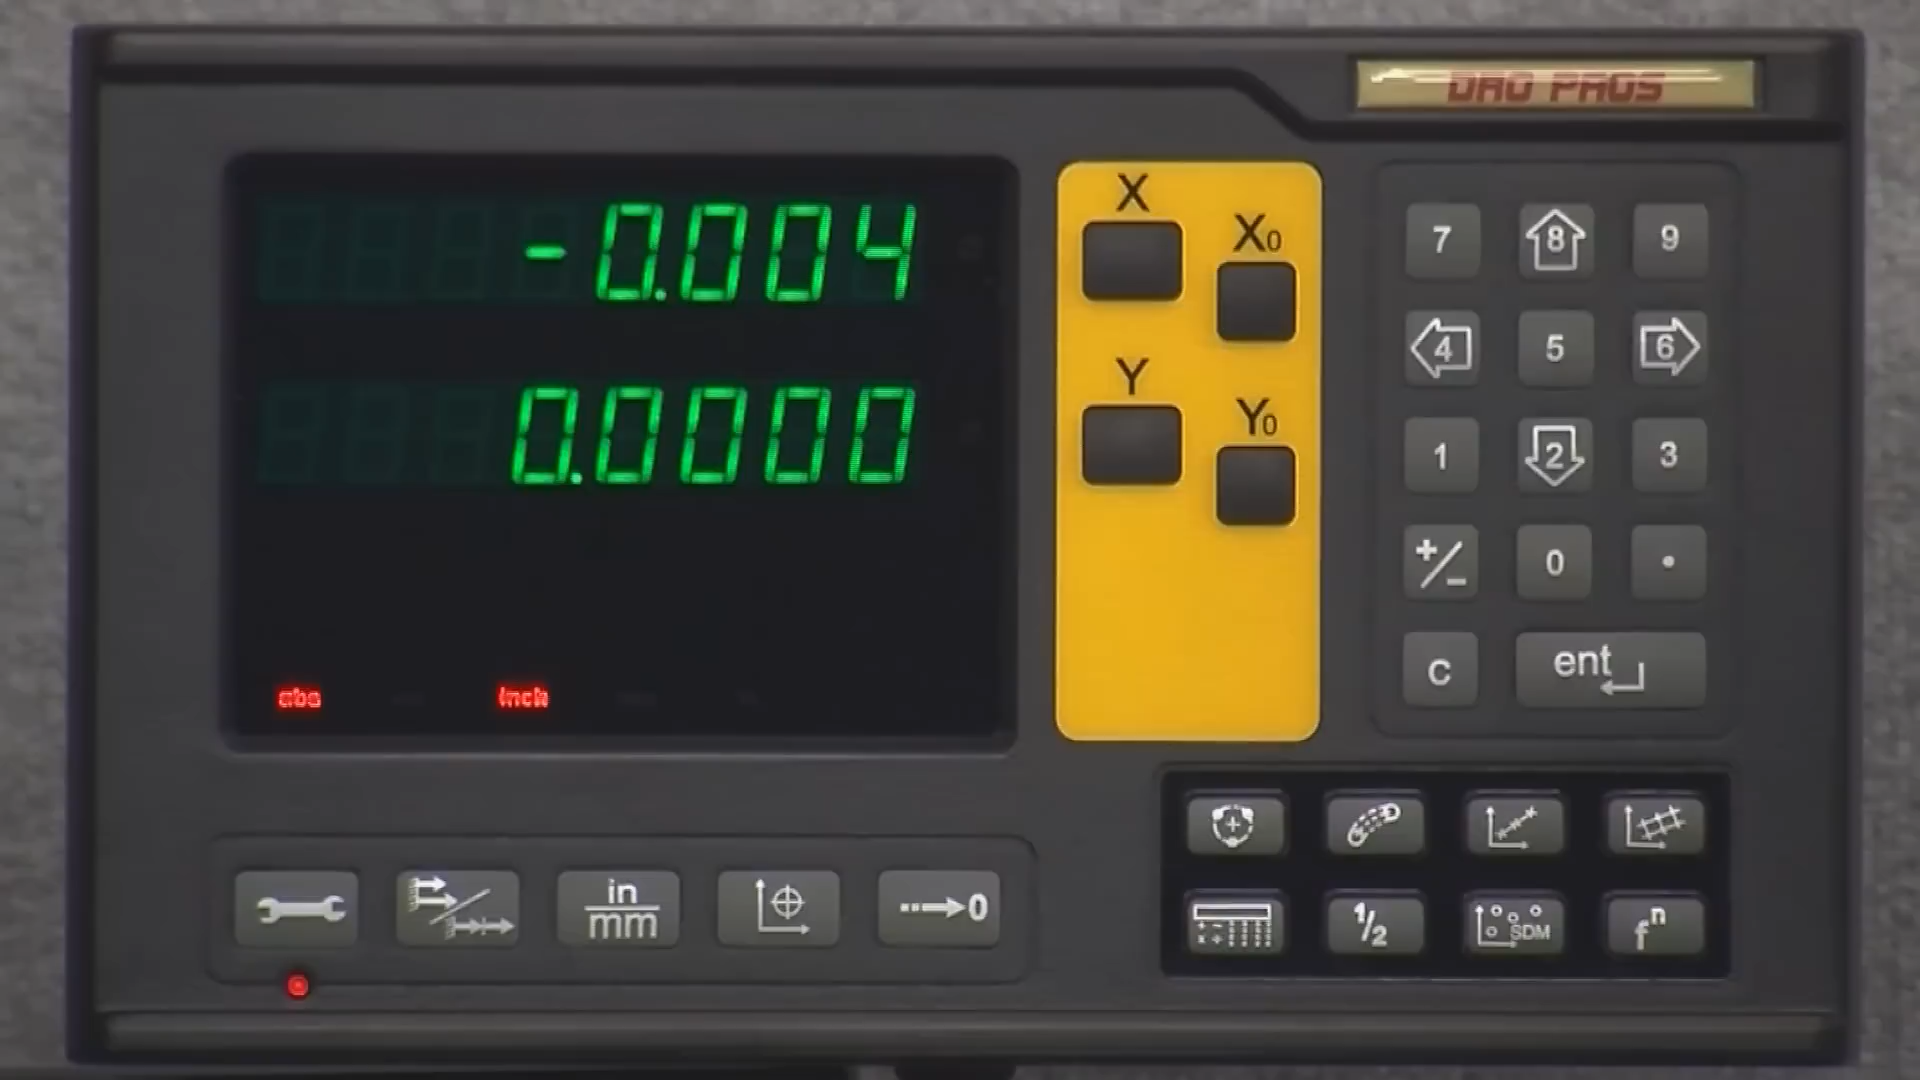 DRO PROS
-0.004
0.0000
abs inch
X
X0
Y
Y0
7 8 9
4 5 6
1 2 3
+/- 0 .
C ent
in
mm
0
1/2
SDM
fn